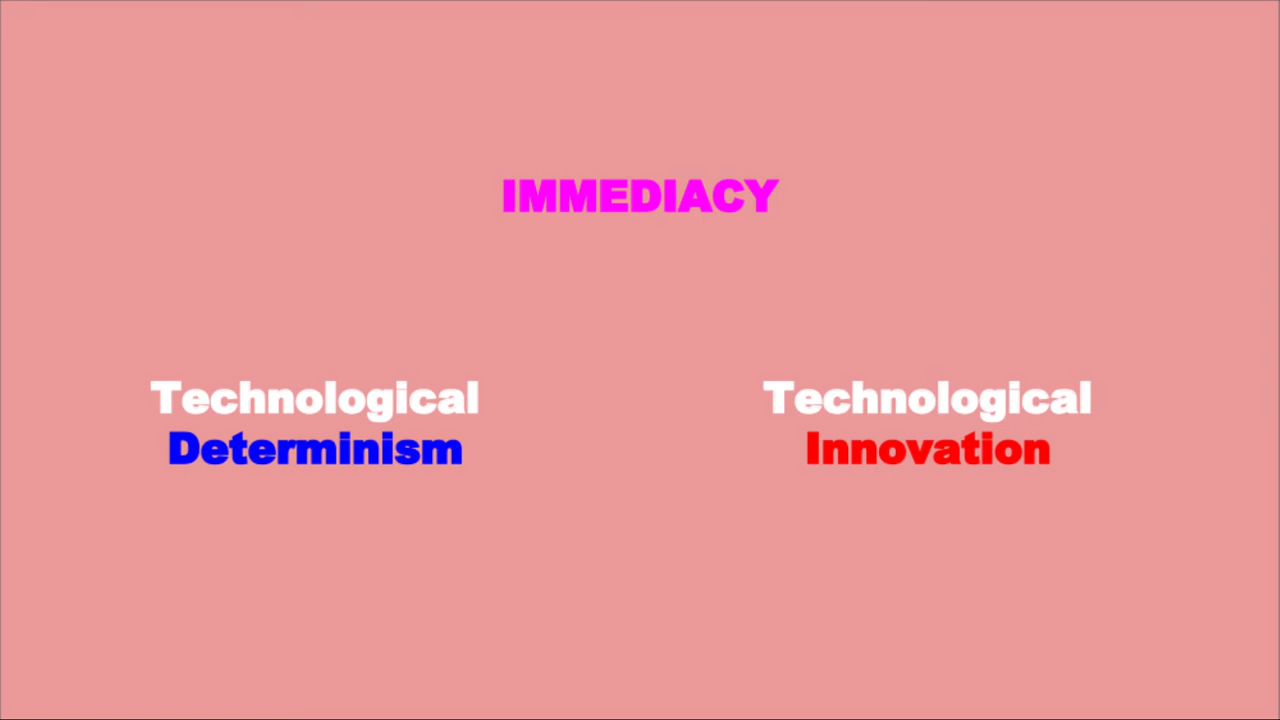 IMMEDIACY
Technological
Determinism
Technological
Innovation